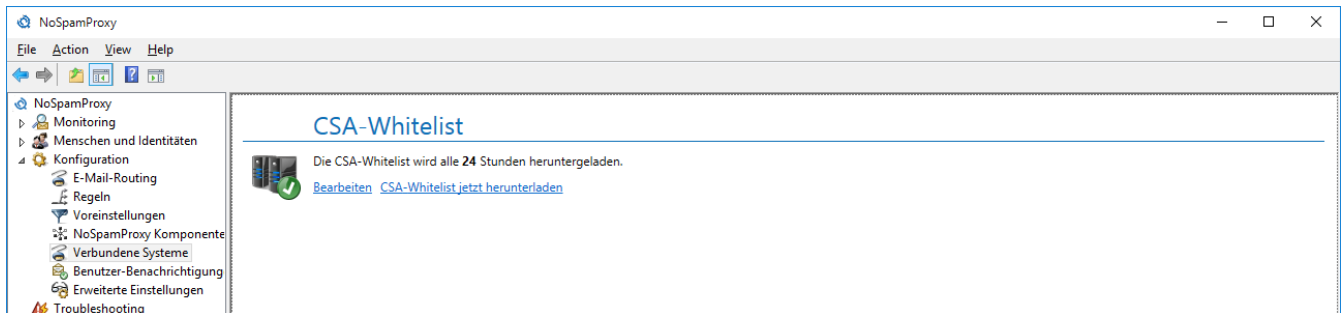 NoSpamProxy
File Action View Help
NoSpamProxy
Monitoring
Menschen und Identitäten
Konfiguration
E-Mail-Routing
Regeln
Voreinstellungen
NoSpamProxy Komponente
Verbundene Systeme
Benutzer-Benachrichtigung
Erweiterte Einstellungen
Troubleshooting
CSA-Whitelist
Die CSA-Whitelist wird alle 24 Stunden heruntergeladen.
Bearbeiten CSA-Whitelist jetzt herunterladen